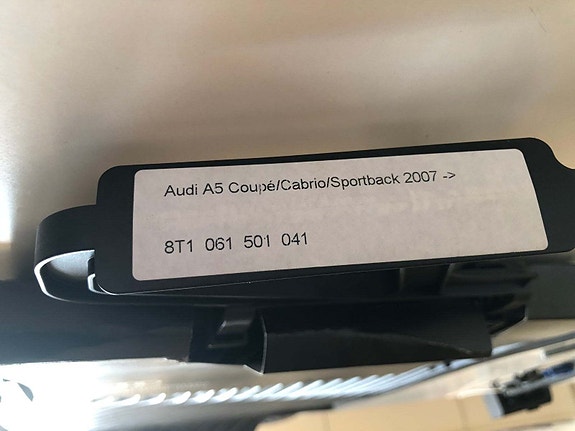 Audi A5 Coupé/Cabrio/Sportback 2007 ->
8T1 061 501 041